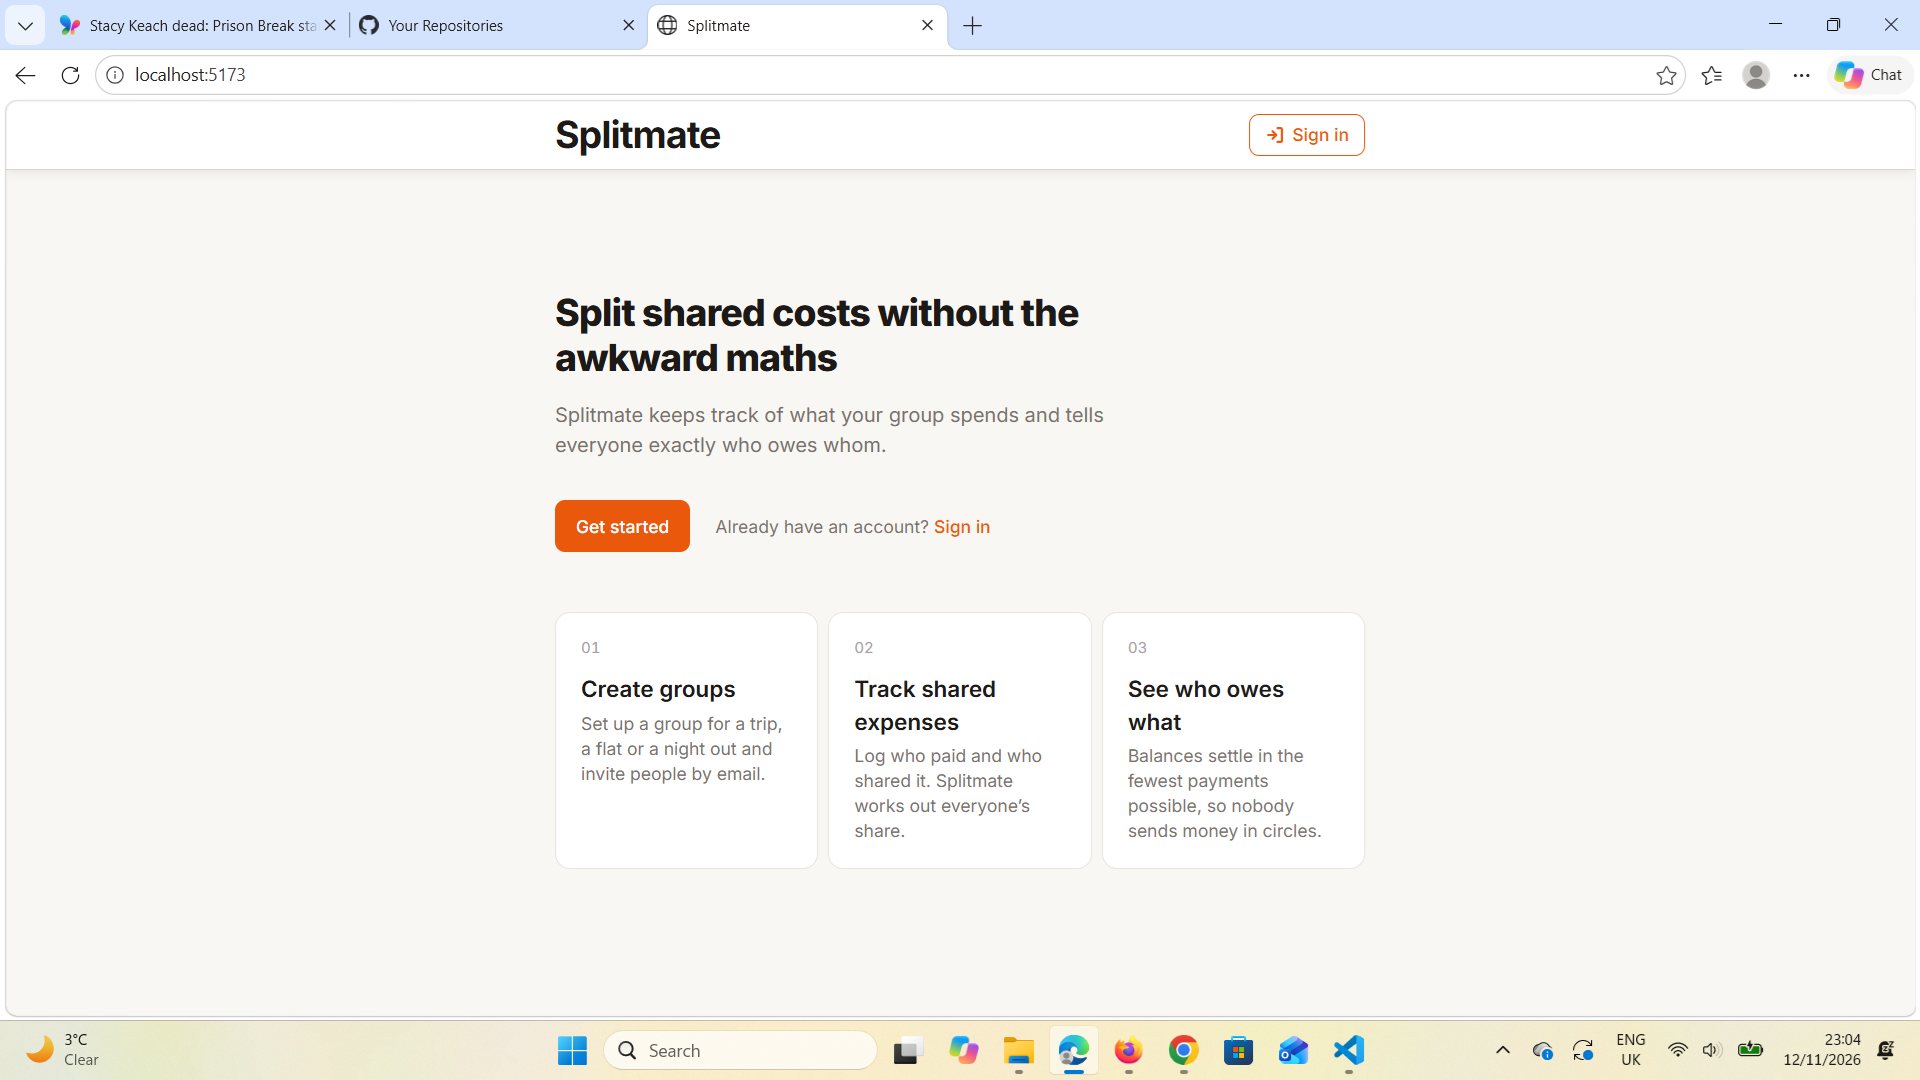 Stacy Keach dead: Prison Break sta
Your Repositories
Splitmate
localhost:5173
Chat
Splitmate
Sign in
Split shared costs without the
awkward maths
Splitmate keeps track of what your group spends and tells
everyone exactly who owes whom.
Get started
Already have an account? Sign in
01
Create groups
Set up a group for a trip,
a flat or a night out and
invite people by email.
02
Track shared
expenses
Log who paid and who
shared it. Splitmate
works out everyone’s
share.
03
See who owes
what
Balances settle in the
fewest payments
possible, so nobody
sends money in circles.
3°C
Clear
Search
ENG
UK
23:04
12/11/2026